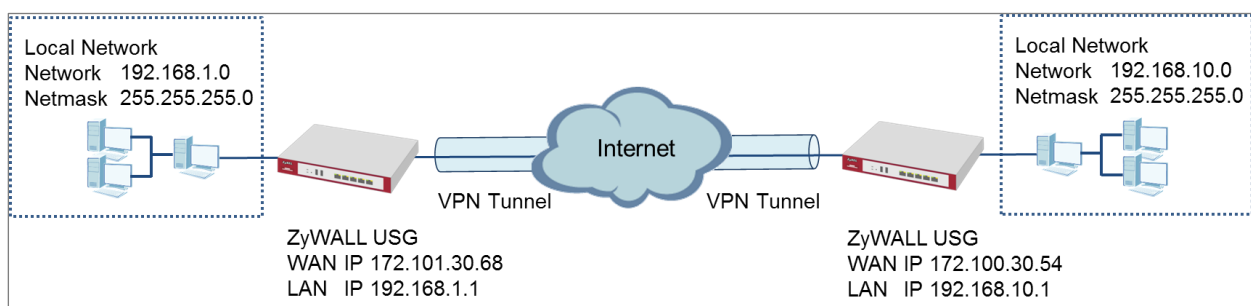 Local Network
Network 192.168.1.0
Netmask 255.255.255.0
Local Network
Network 192.168.10.0
Netmask 255.255.255.0
Internet
VPN Tunnel
VPN Tunnel
ZyWALL USG
WAN IP 172.101.30.68
LAN IP 192.168.1.1
ZyWALL USG
WAN IP 172.100.30.54
LAN IP 192.168.10.1